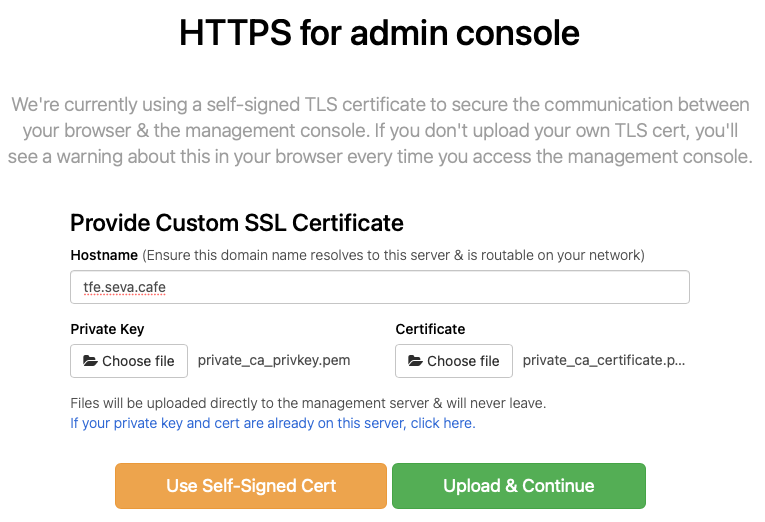 HTTPS for admin console
We're currently using a self-signed TLS certificate to secure the communication between
your browser & the management console. If you don't upload your own TLS cert, you'll
see a warning about this in your browser every time you access the management console.
Provide Custom SSL Certificate
Hostname (Ensure this domain name resolves to this server & is routable on your network)
tfe.seva.cafe
Private Key
Certificate
Choose file private_ca_privkey.pem
Choose file private_ca_certificate.p...
Files will be uploaded directly to the management server & will never leave.
If your private key and cert are already on this server, click here.
Use Self-Signed Cert
Upload & Continue